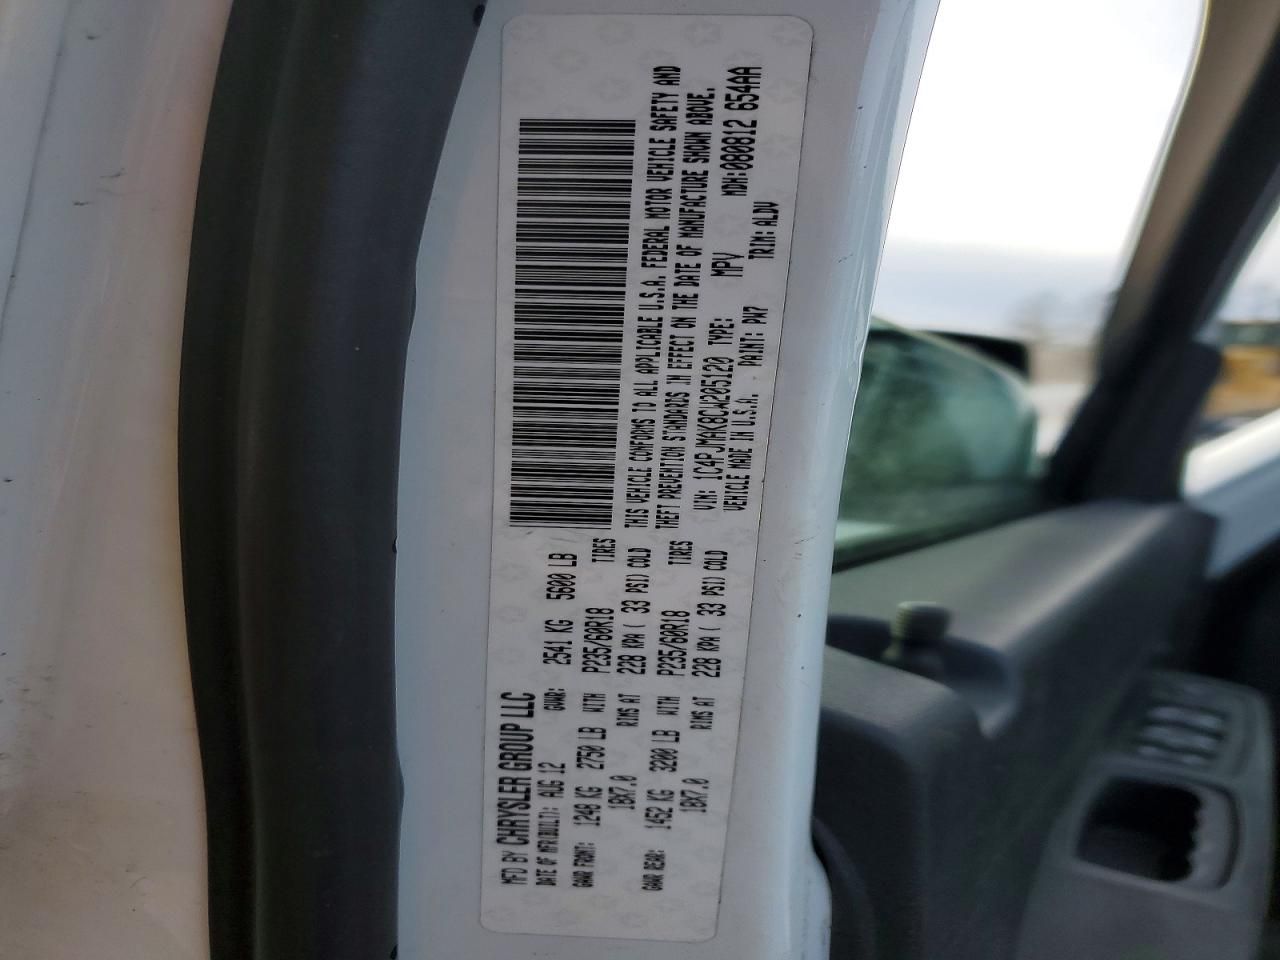 MFD BY CHRYSLER GROUP LLC
DATE OF MFR(BUILT): AUG 12 GVWR: 2541 KG 5600 LB
GAWR FRONT: 1248 KG 2750 LB WITH P235/60R18 TIRES
18X7.0 RIMS AT 228 KPA ( 33 PSI) COLD
GAWR REAR: 1452 KG 3200 LB WITH P235/60R18 TIRES
18X7.0 RIMS AT 228 KPA ( 33 PSI) COLD
THIS VEHICLE CONFORMS TO ALL APPLICABLE U.S.A. FEDERAL MOTOR VEHICLE SAFETY AND
THEFT PREVENTION STANDARDS IN EFFECT ON THE DATE OF MANUFACTURE SHOWN ABOVE.
VIN: 1C4PJMAK8CW205120 TYPE: MPV MDH:080812 654AA
VEHICLE MADE IN U.S.A. PAINT: PW7 TRIM: ALDV